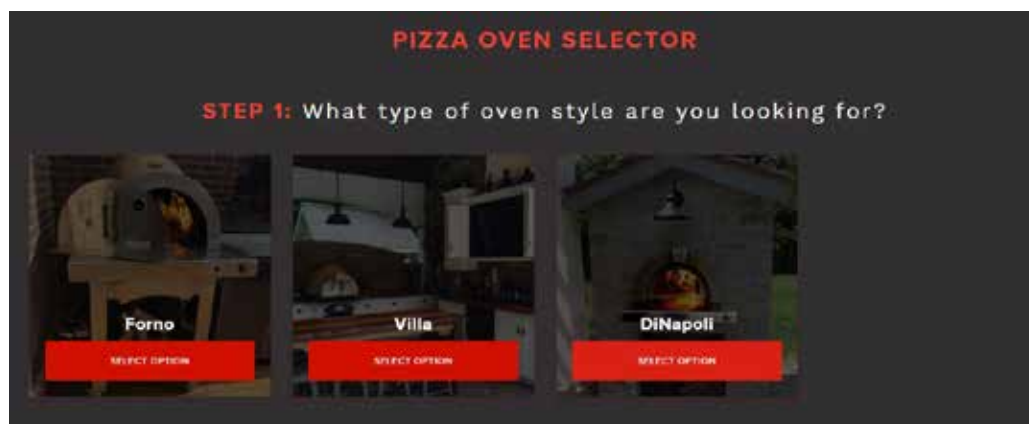 PIZZA OVEN SELECTOR
STEP 1: What type of oven style are you looking for?
Forno
Villa
DiNapoli
SELECT OPTION
SELECT OPTION
SELECT OPTION